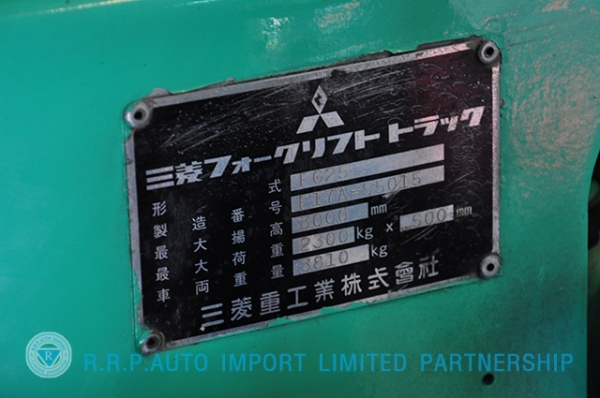 三菱フォークリフトトラック
形式 FG25
製造番号 F17A-55015
最大揚高 3000 mm
最大荷重 2300 kg x 500 mm
車両重量 3810 kg
三菱重工業株式會社
R.R.P.AUTO IMPORT LIMITED PARTNERSHIP